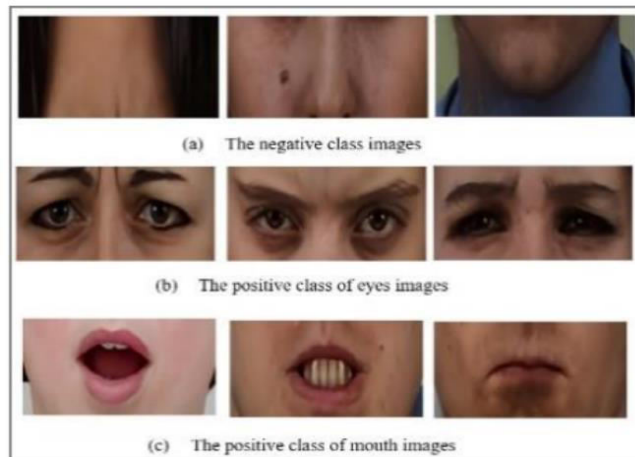 (a) The negative class images
(b) The positive class of eyes images
(c) The positive class of mouth images